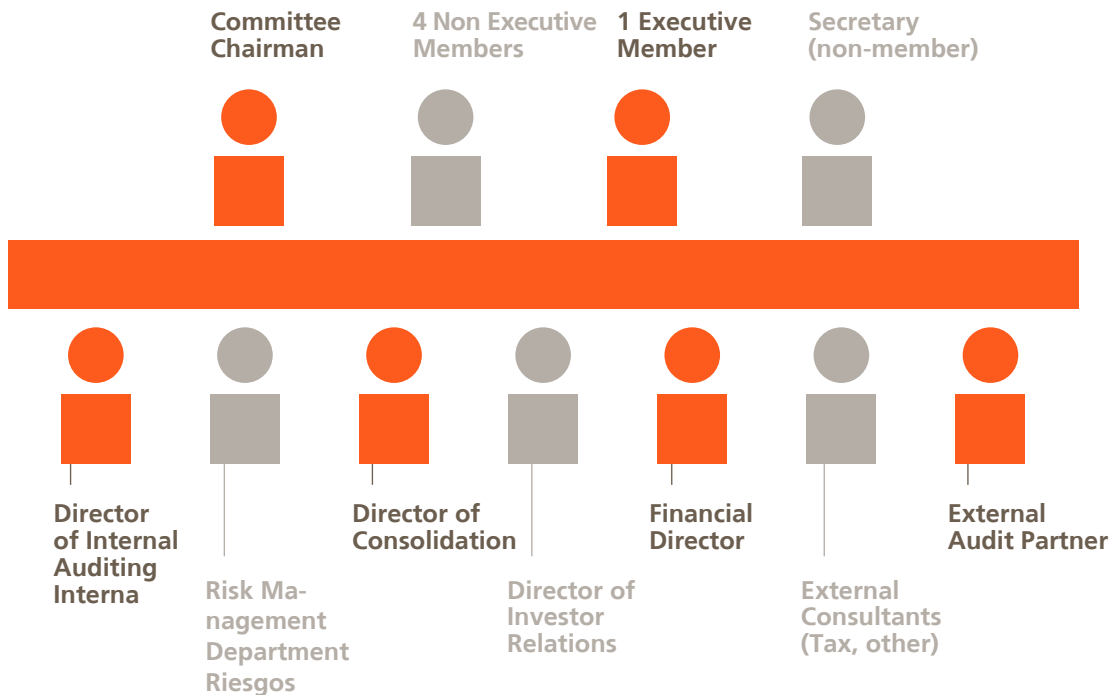 Committee
Chairman
4 Non Executive
Members
1 Executive
Member
Secretary
(non-member)
Director
of Internal
Auditing
Interna
Risk Ma-
nagement
Department
Riesgos
Director of
Consolidation
Director of
Investor
Relations
Financial
Director
External
Consultants
(Tax, other)
External
Audit Partner